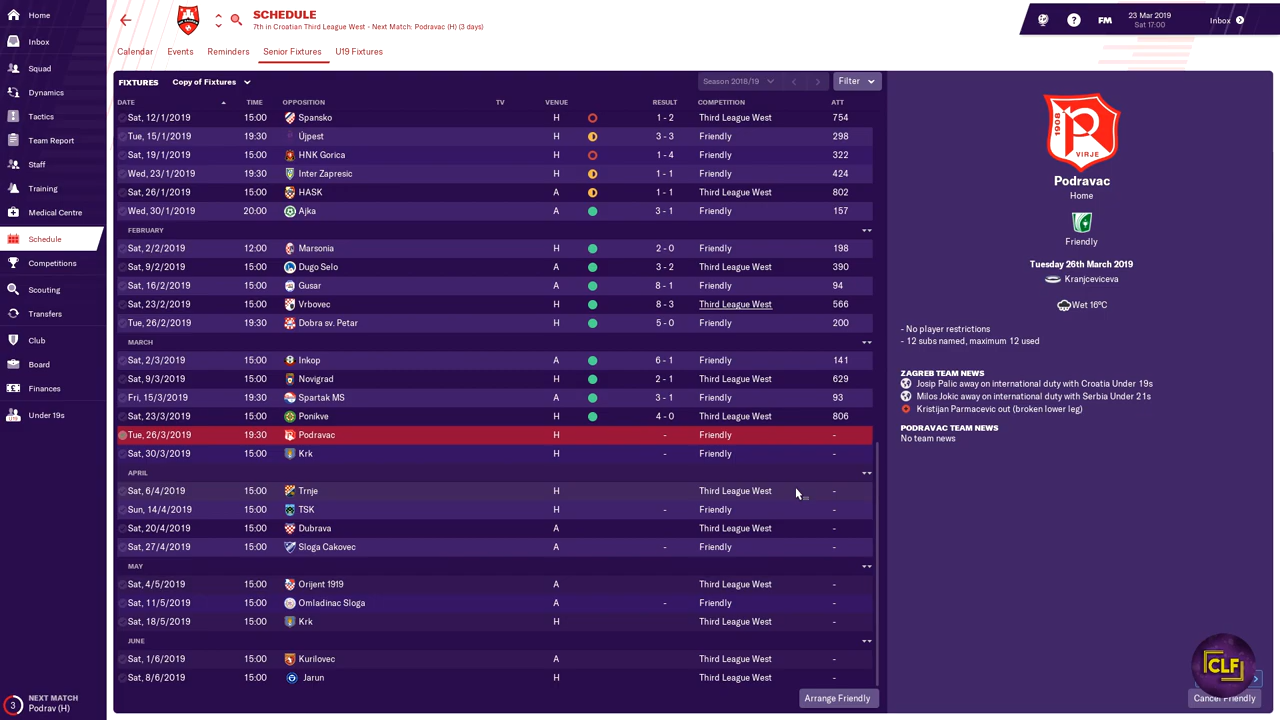 Home
Inbox
Squad
Dynamics
Tactics
Team Report
Staff
Training
Medical Centre
Schedule
Competitions
Scouting
Transfers
Club
Board
Finances
Under 19s
3 NEXT MATCH
Podrav (H)
SCHEDULE
7th in Croatian Third League West - Next Match: Podravac (H) (3 days)
? FM 23 Mar 2019 Inbox
Sat 17:00
Calendar Events Reminders Senior Fixtures U19 Fixtures
FIXTURES Copy of Fixtures Season 2018/19 Filter
DATE TIME OPPOSITION TV VENUE RESULT COMPETITION ATT
Sat, 12/1/2019 15:00 Spansko H 1 - 2 Third League West 754
Tue, 15/1/2019 19:30 Újpest H 3 - 3 Friendly 298
Sat, 19/1/2019 15:00 HNK Gorica H 1 - 4 Friendly 322
Wed, 23/1/2019 19:30 Inter Zapresic H 1 - 1 Friendly 424
Sat, 26/1/2019 15:00 HASK A 1 - 1 Third League West 802
Wed, 30/1/2019 20:00 Ajka A 3 - 1 Friendly 157
FEBRUARY
Sat, 2/2/2019 12:00 Marsonia H 2 - 0 Friendly 198
Sat, 9/2/2019 15:00 Dugo Selo A 3 - 2 Third League West 390
Sat, 16/2/2019 15:00 Gusar A 8 - 1 Friendly 94
Sat, 23/2/2019 15:00 Vrbovec H 8 - 3 Third League West 566
Tue, 26/2/2019 19:30 Dobra sv. Petar H 5 - 0 Friendly 200
MARCH
Sat, 2/3/2019 15:00 Inkop H 6 - 1 Friendly 141
Sat, 9/3/2019 15:00 Novigrad H 2 - 1 Third League West 629
Fri, 15/3/2019 19:30 Spartak MS A 3 - 1 Friendly 93
Sat, 23/3/2019 15:00 Ponikve H 4 - 0 Third League West 806
Tue, 26/3/2019 19:30 Podravac H - Friendly -
Sat, 30/3/2019 15:00 Krk H - Friendly -
APRIL
Sat, 6/4/2019 15:00 Trnje H Third League West -
Sun, 14/4/2019 15:00 TSK H - Friendly -
Sat, 20/4/2019 15:00 Dubrava A Third League West -
Sat, 27/4/2019 15:00 Sloga Cakovec A - Friendly -
MAY
Sat, 4/5/2019 15:00 Orijent 1919 A Third League West -
Sat, 11/5/2019 15:00 Omladinac Sloga A - Friendly -
Sat, 18/5/2019 15:00 Krk H Third League West -
JUNE
Sat, 1/6/2019 15:00 Kurilovec A Third League West -
Sat, 8/6/2019 15:00 Jarun H Third League West -
Arrange Friendly
1908
VIRJE
Podravac
Home
Friendly
Tuesday 26th March 2019
Kranjceviceva
Wet 16°C
- No player restrictions
- 12 subs named, maximum 12 used
ZAGREB TEAM NEWS
Josip Palic away on international duty with Croatia Under 19s
Milos Jokic away on international duty with Serbia Under 21s
Kristijan Parmacevic out (broken lower leg)
PODRAVAC TEAM NEWS
No team news
CLF
Cancel Friendly